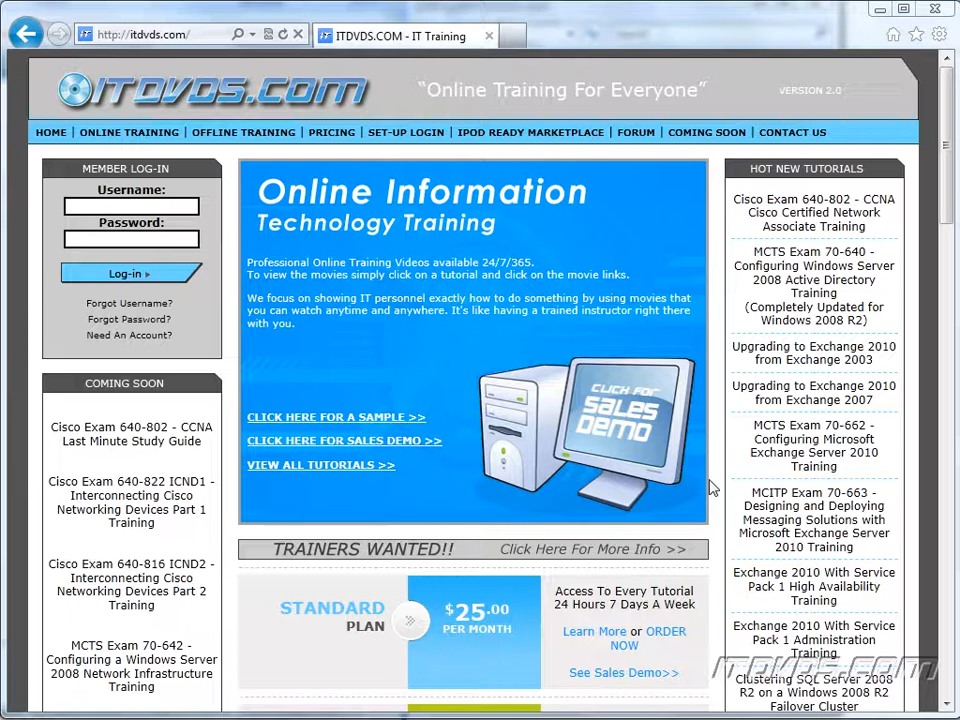 http://itdvds.com/
ITDVDS.COM - IT Training
ITDVDS.COM
“Online Training For Everyone”
VERSION 2.0
HOME | ONLINE TRAINING | OFFLINE TRAINING | PRICING | SET-UP LOGIN | IPOD READY MARKETPLACE | FORUM | COMING SOON | CONTACT US
MEMBER LOG-IN
Username:
Password:
Log-in
Forgot Username?
Forgot Password?
Need An Account?
COMING SOON
Cisco Exam 640-802 - CCNA
Last Minute Study Guide
Cisco Exam 640-822 ICND1 -
Interconnecting Cisco
Networking Devices Part 1
Training
Cisco Exam 640-816 ICND2 -
Interconnecting Cisco
Networking Devices Part 2
Training
MCTS Exam 70-642 -
Configuring a Windows Server
2008 Network Infrastructure
Training
Online Information
Technology Training
Professional Online Training Videos available 24/7/365.
To view the movies simply click on a tutorial and click on the movie links.
We focus on showing IT personnel exactly how to do something by using movies that
you can watch anytime and anywhere. It's like having a trained instructor right there
with you.
CLICK HERE FOR A SAMPLE >>
CLICK HERE FOR SALES DEMO >>
VIEW ALL TUTORIALS >>
CLICK FOR
SALES
DEMO
TRAINERS WANTED!! Click Here For More Info >>
STANDARD
PLAN
$25.00
PER MONTH
Access To Every Tutorial
24 Hours 7 Days A Week
Learn More or ORDER
NOW
See Sales Demo>>
HOT NEW TUTORIALS
Cisco Exam 640-802 - CCNA
Cisco Certified Network
Associate Training
MCTS Exam 70-640 -
Configuring Windows Server
2008 Active Directory
Training
(Completely Updated for
Windows 2008 R2)
Upgrading to Exchange 2010
from Exchange 2003
Upgrading to Exchange 2010
from Exchange 2007
MCTS Exam 70-662 -
Configuring Microsoft
Exchange Server 2010
Training
MCITP Exam 70-663 -
Designing and Deploying
Messaging Solutions with
Microsoft Exchange Server
2010 Training
Exchange 2010 With Service
Pack 1 High Availability
Training
Exchange 2010 With Service
Pack 1 Administration
Training
Clustering SQL Server 2008
R2 on a Windows 2008 R2
Failover Cluster
ITDVDS.COM